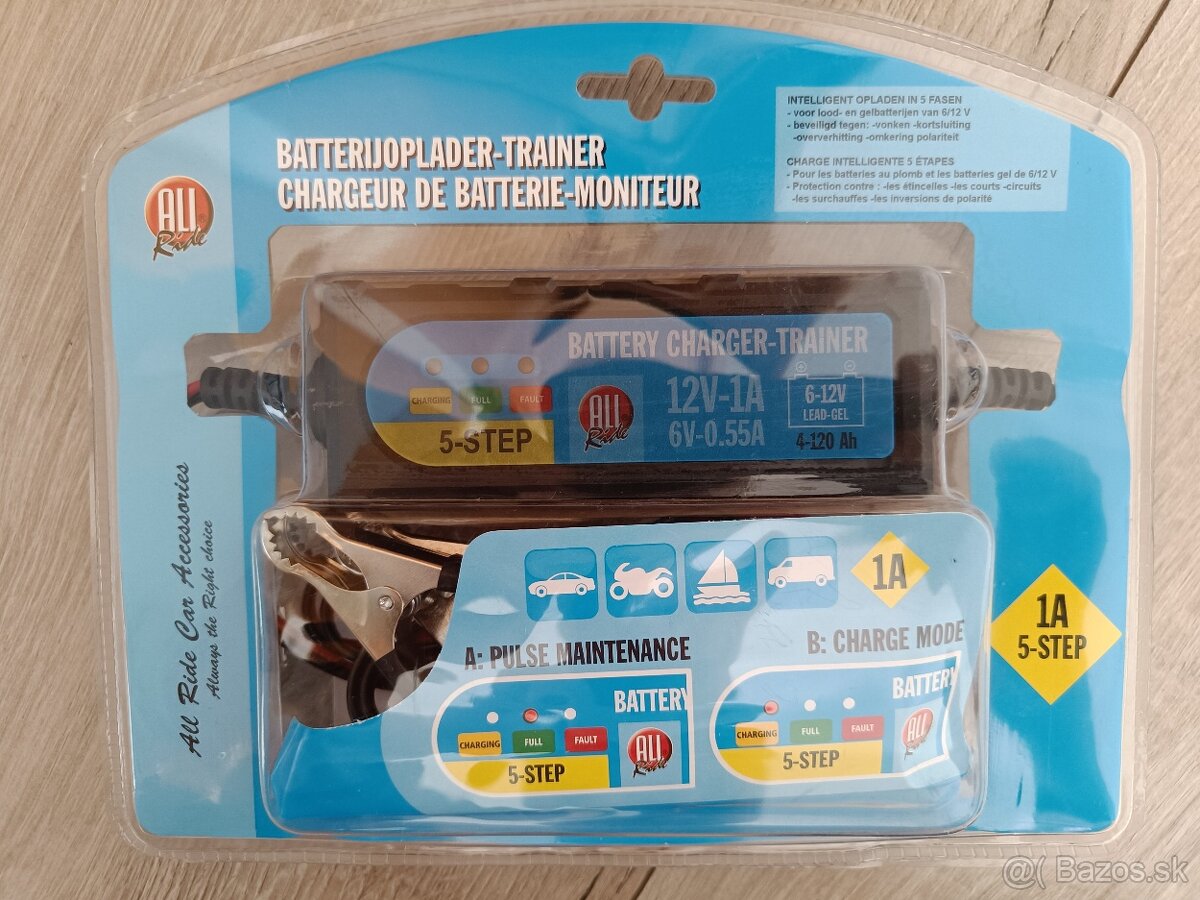 INTELLIGENT OPLADEN IN 5 FASEN
- voor lood- en gelbatterijen van 6/12 V
- beveiligd tegen: -vonken -kortsluiting
-oververhitting -omkering polariteit
CHARGE INTELLIGENTE 5 ÉTAPES
- Pour les batteries au plomb et les batteries gel de 6/12 V
- Protection contre : -les étincelles -les courts -circuits
-les surchauffes -les inversions de polarité
BATTERIJOPLADER-TRAINER
CHARGEUR DE BATTERIE-MONITEUR
ALL
Ride
BATTERY CHARGER-TRAINER
CHARGING FULL FAULT
5-STEP
ALL
Ride
12V-1A
6V-0.55A
6-12V
LEAD-GEL
4-120 Ah
All Ride Car Accessories
Always the Right choice
1A
1A
5-STEP
A: PULSE MAINTENANCE
B: CHARGE MODE
BATTERY
CHARGING FULL FAULT
5-STEP
ALL
Ride
BATTERY
CHARGING FULL FAULT
5-STEP
ALL
Ride
@( Bazos.sk